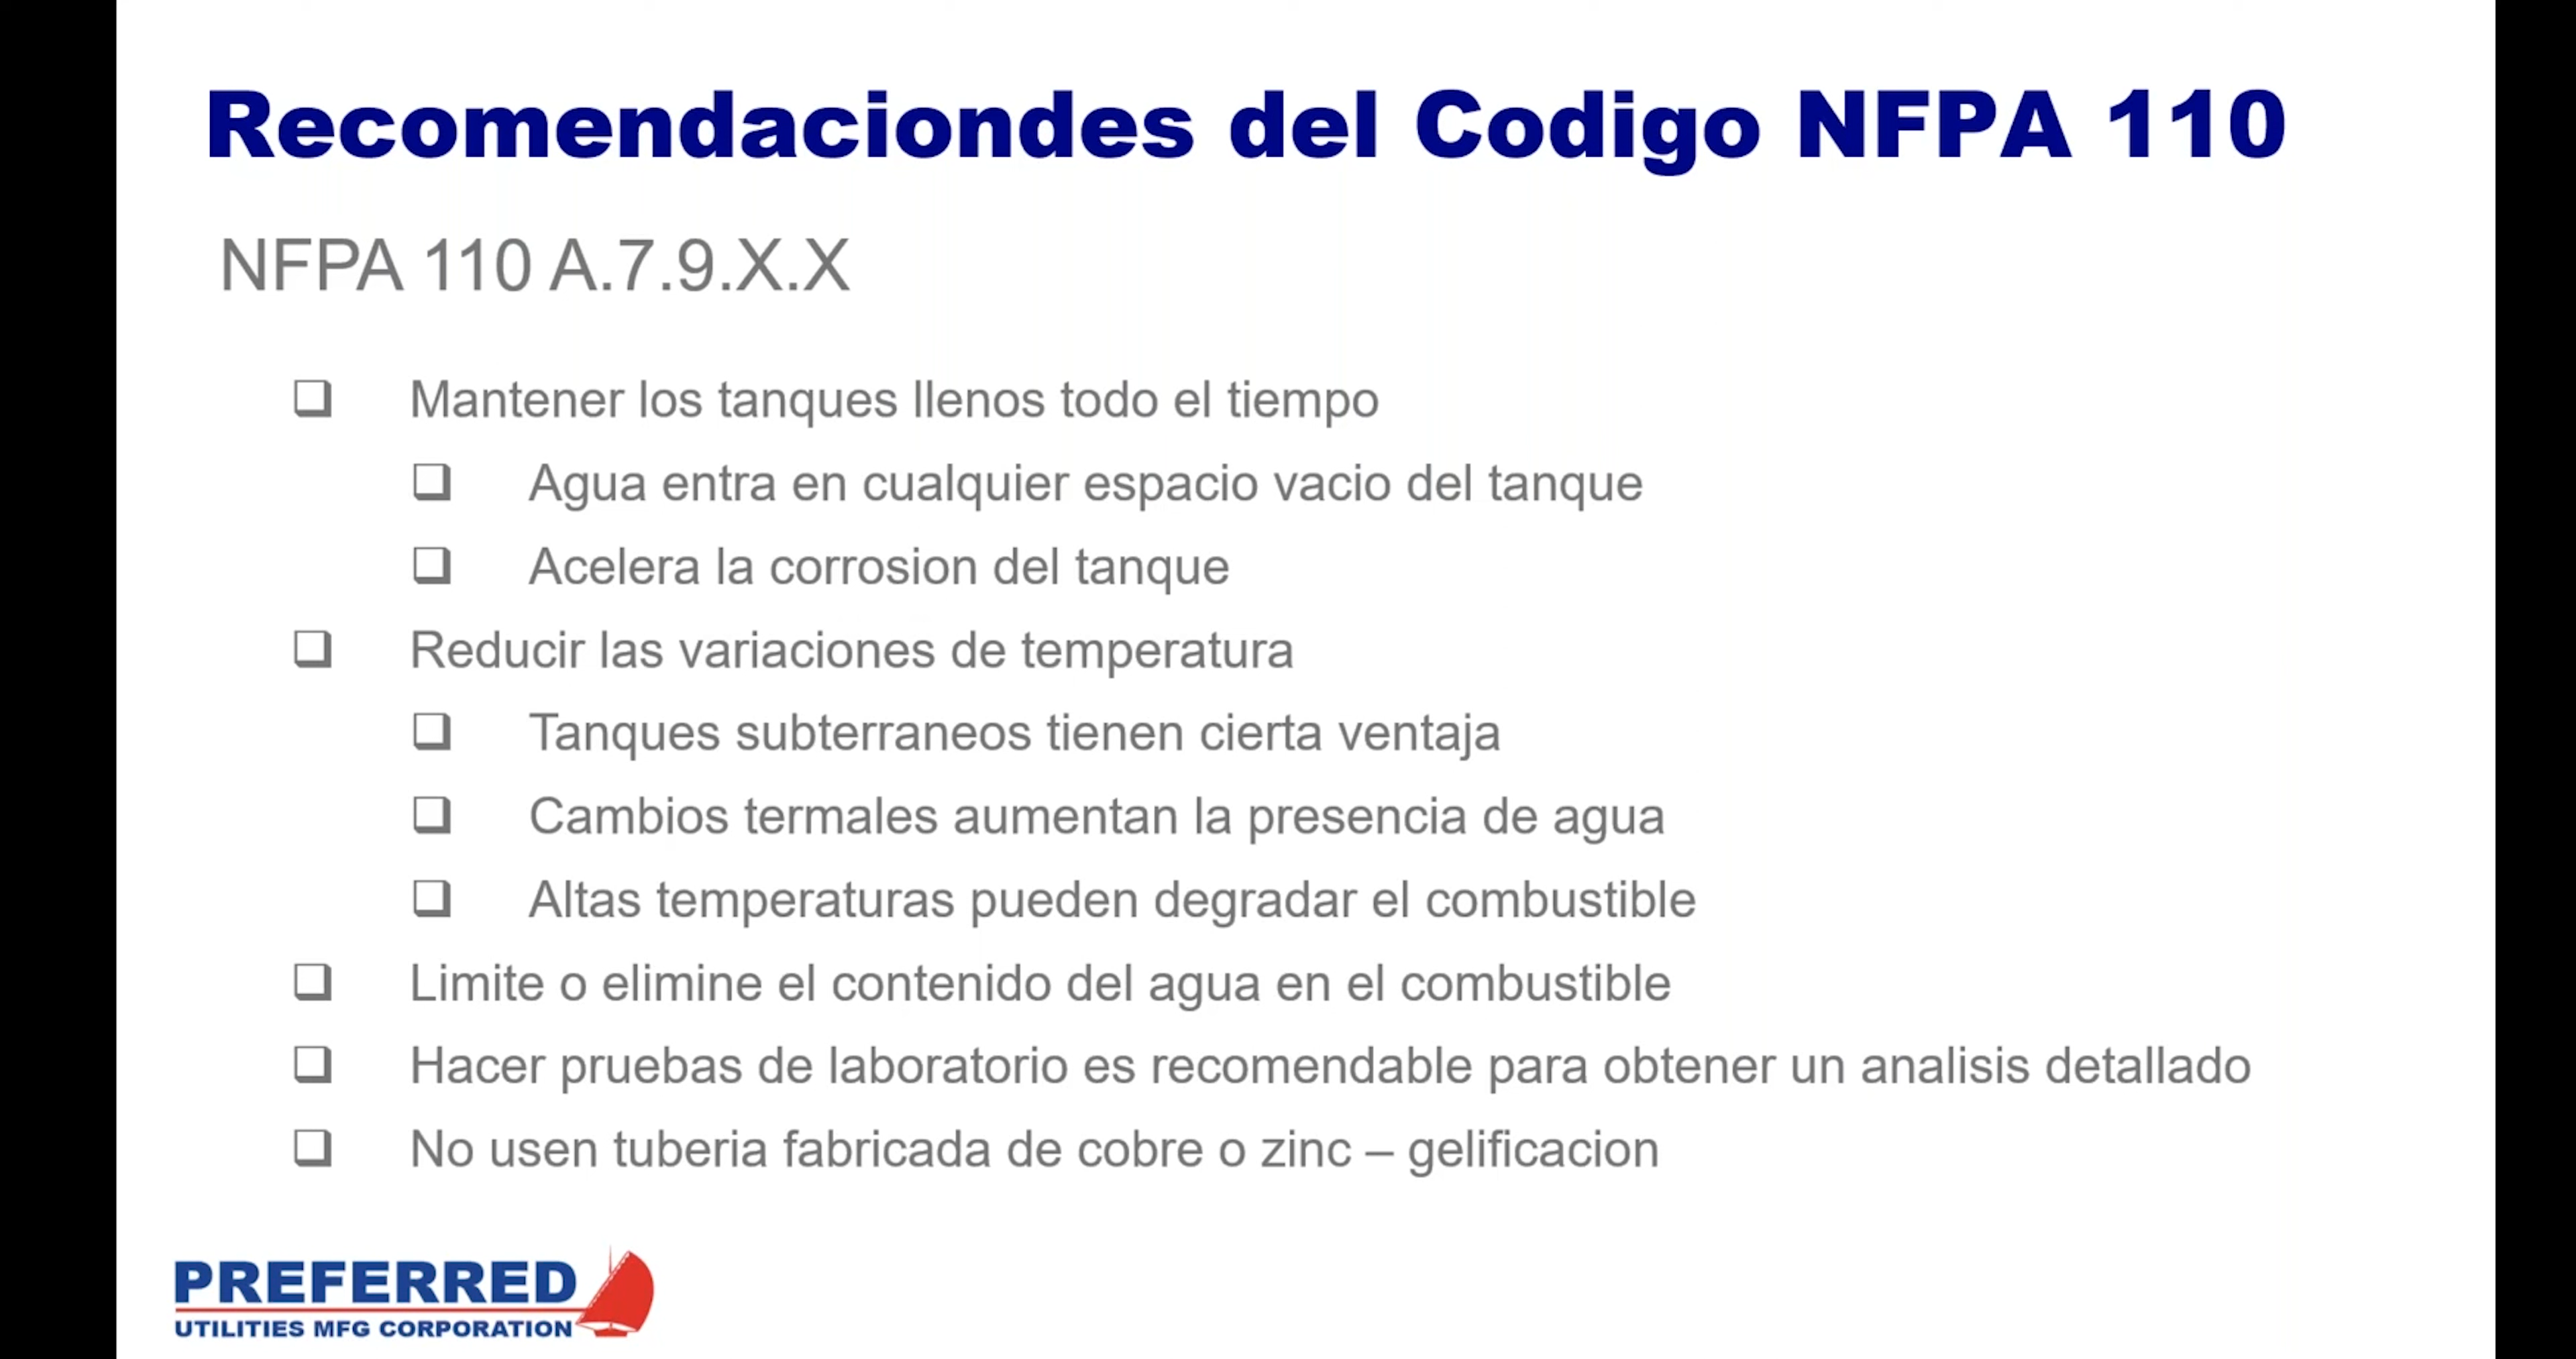 Recomendaciondes del Codigo NFPA 110
NFPA 110 A.7.9.X.X
Mantener los tanques llenos todo el tiempo
Agua entra en cualquier espacio vacio del tanque
Acelera la corrosion del tanque
Reducir las variaciones de temperatura
Tanques subterraneos tienen cierta ventaja
Cambios termales aumentan la presencia de agua
Altas temperaturas pueden degradar el combustible
Limite o elimine el contenido del agua en el combustible
Hacer pruebas de laboratorio es recomendable para obtener un analisis detallado
No usen tuberia fabricada de cobre o zinc – gelificacion
PREFERRED
UTILITIES MFG CORPORATION